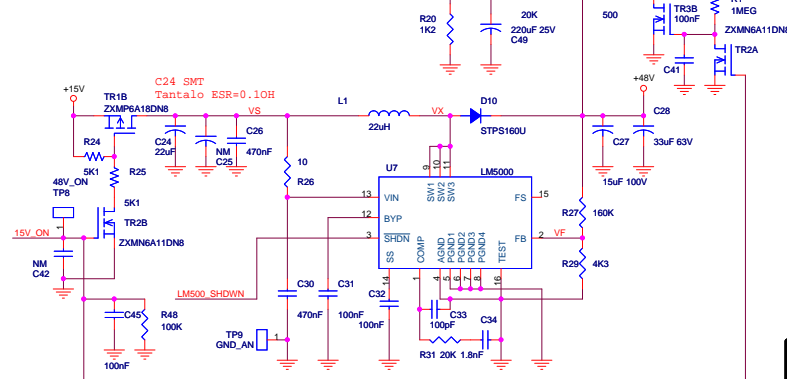 R20
1K2
20K
220uF 25V
C49
500
TR3B
100nF
1MEG
ZXMN6A11DN8
TR2A
C41
C24 SMT
Tantalo ESR=0.1OH
+15V
TR1B
ZXMP6A18DN8
VS
L1
22uH
VX
D10
STPS160U
+48V
C28
33uF 63V
C27
15uF 100V
C24
22uF
NM
C25
C26
470nF
R24
5K1
R25
5K1
10
R26
U7
LM5000
48V_ON
TP8
1
15V_ON
TR2B
ZXMN6A11DN8
NM
C42
9
10
11
SW1
SW2
SW3
13
VIN
12
BYP
3
SHDN
FS
15
FB
2
VF
R27
160K
R29
4K3
SS
COMP
AGND
PGND1
PGND2
PGND3
PGND4
TEST
14
1
4
5
6
7
8
16
LM500_SHDWN
C30
470nF
C31
100nF
C32
100nF
C33
100pF
C34
R31 20K 1.8nF
C45
100nF
R48
100K
TP9
GND_AN
1